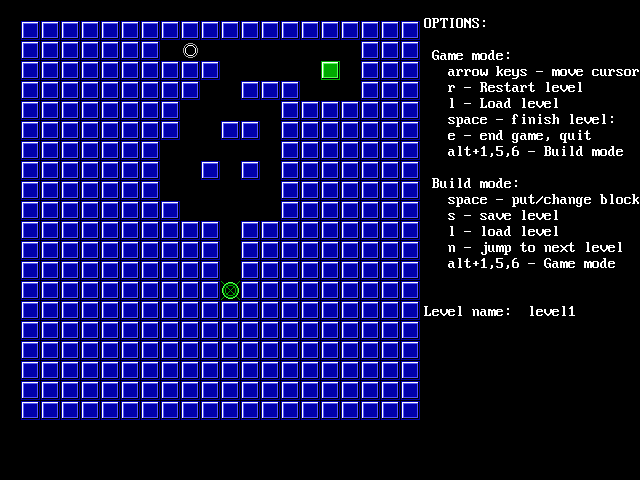 OPTIONS:
Game mode:
arrow keys - move cursor
r - Restart level
l - Load level
space - finish level:
e - end game, quit
alt+1,5,6 - Build mode
Build mode:
space - put/change block
s - save level
l - load level
n - jump to next level
alt+1,5,6 - Game mode
Level name: level1